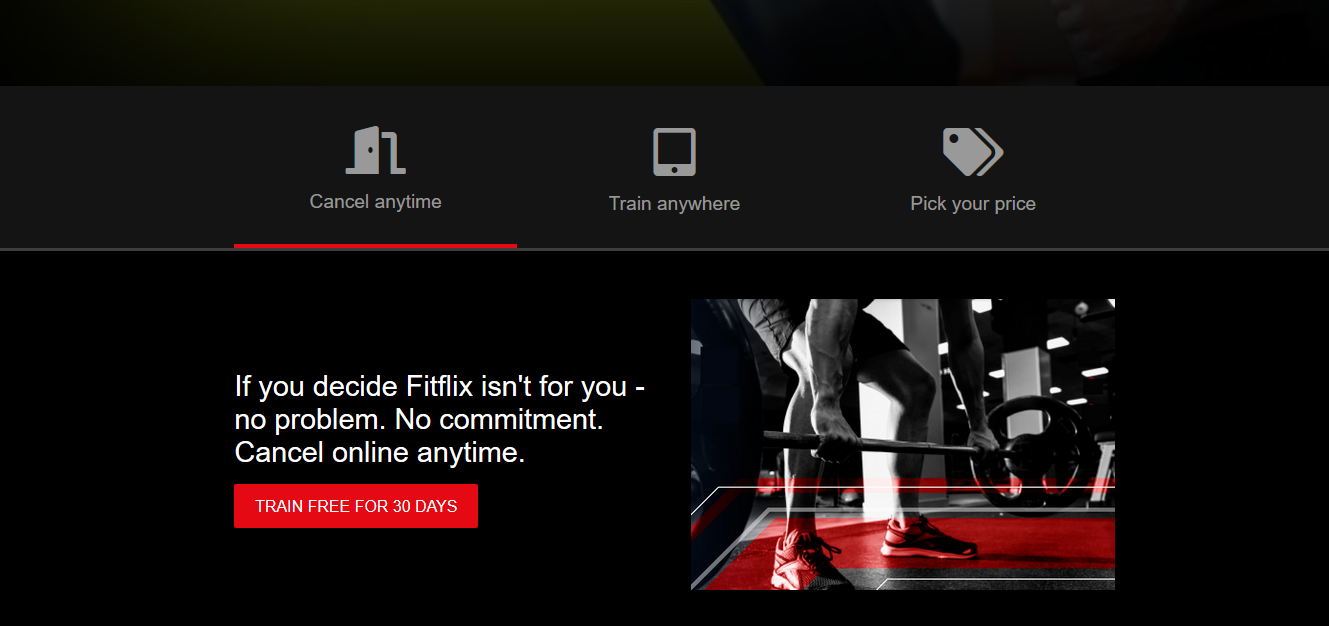 Cancel anytime
Train anywhere
Pick your price
If you decide Fitflix isn't for you -
no problem. No commitment.
Cancel online anytime.
TRAIN FREE FOR 30 DAYS